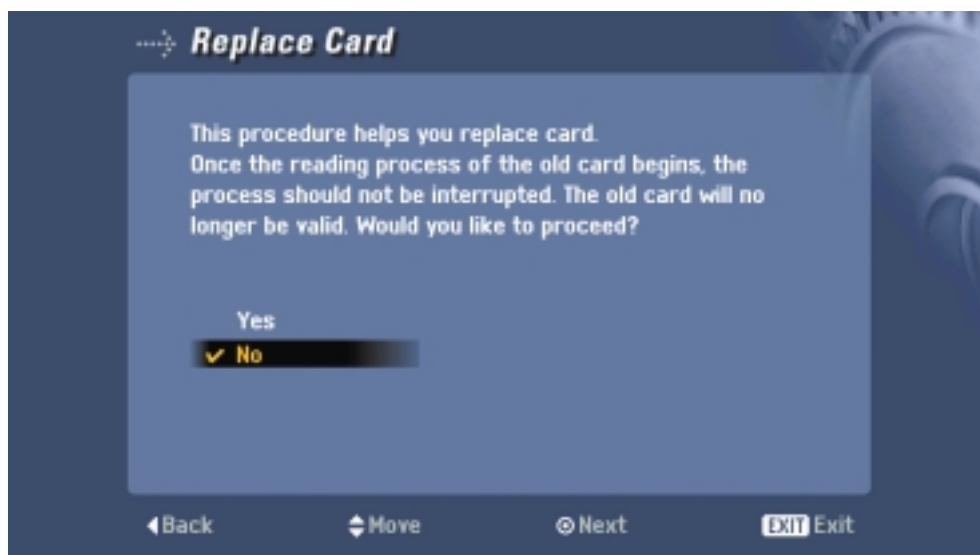 Replace Card
This procedure helps you replace card.
Once the reading process of the old card begins, the
process should not be interrupted. The old card will no
longer be valid. Would you like to proceed?
Yes
No
Back Move Next EXIT Exit